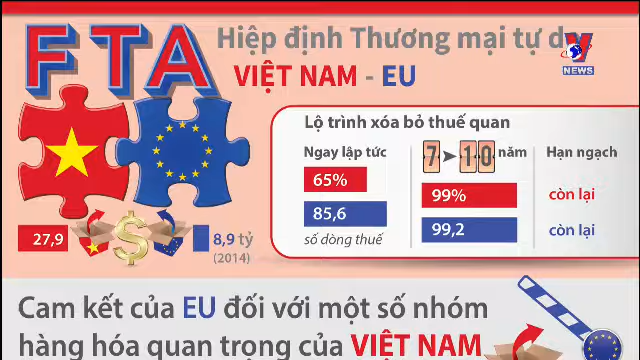 FTA
Hiệp định Thương mại tự d
VNEWS
VIỆT NAM - EU
Lộ trình xóa bỏ thuế quan
Ngay lập tức
7 10 năm
Hạn ngạch
65%
99%
còn lại
85,6
99,2
còn lại
số dòng thuế
27,9
$
8,9 tỷ
(2014)
Cam kết của EU đối với một số nhóm
hàng hóa quan trọng của VIỆT NAM